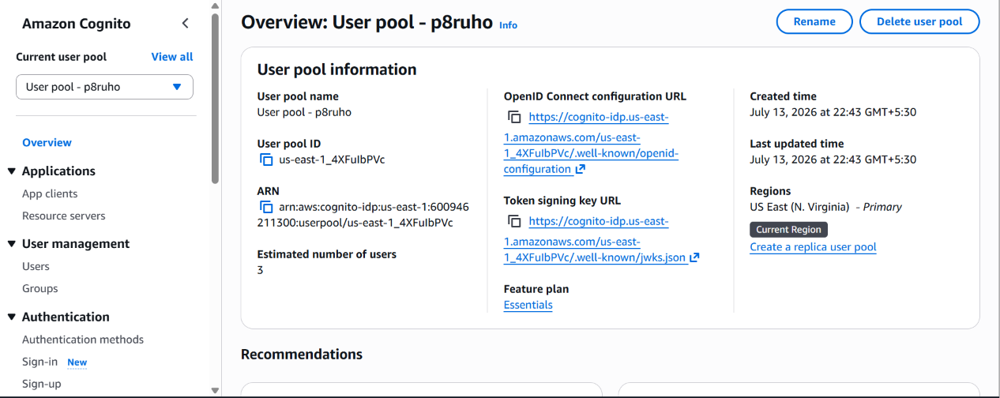 Amazon Cognito
Current user pool
View all
User pool - p8ruho
Overview
Applications
App clients
Resource servers
User management
Users
Groups
Authentication
Authentication methods
Sign-in New
Sign-up
Overview: User pool - p8ruho Info
Rename
Delete user pool
User pool information
User pool name
User pool - p8ruho
User pool ID
us-east-1_4XFuIbPVc
ARN
arn:aws:cognito-idp:us-east-1:600946
211300:userpool/us-east-1_4XFuIbPVc
Estimated number of users
3
OpenID Connect configuration URL
https://cognito-idp.us-east-
1.amazonaws.com/us-east-
1_4XFuIbPVc/.well-known/openid-
configuration
Token signing key URL
https://cognito-idp.us-east-
1.amazonaws.com/us-east-
1_4XFuIbPVc/.well-known/jwks.json
Feature plan
Essentials
Created time
July 13, 2026 at 22:43 GMT+5:30
Last updated time
July 13, 2026 at 22:43 GMT+5:30
Regions
US East (N. Virginia) - Primary
Current Region
Create a replica user pool
Recommendations